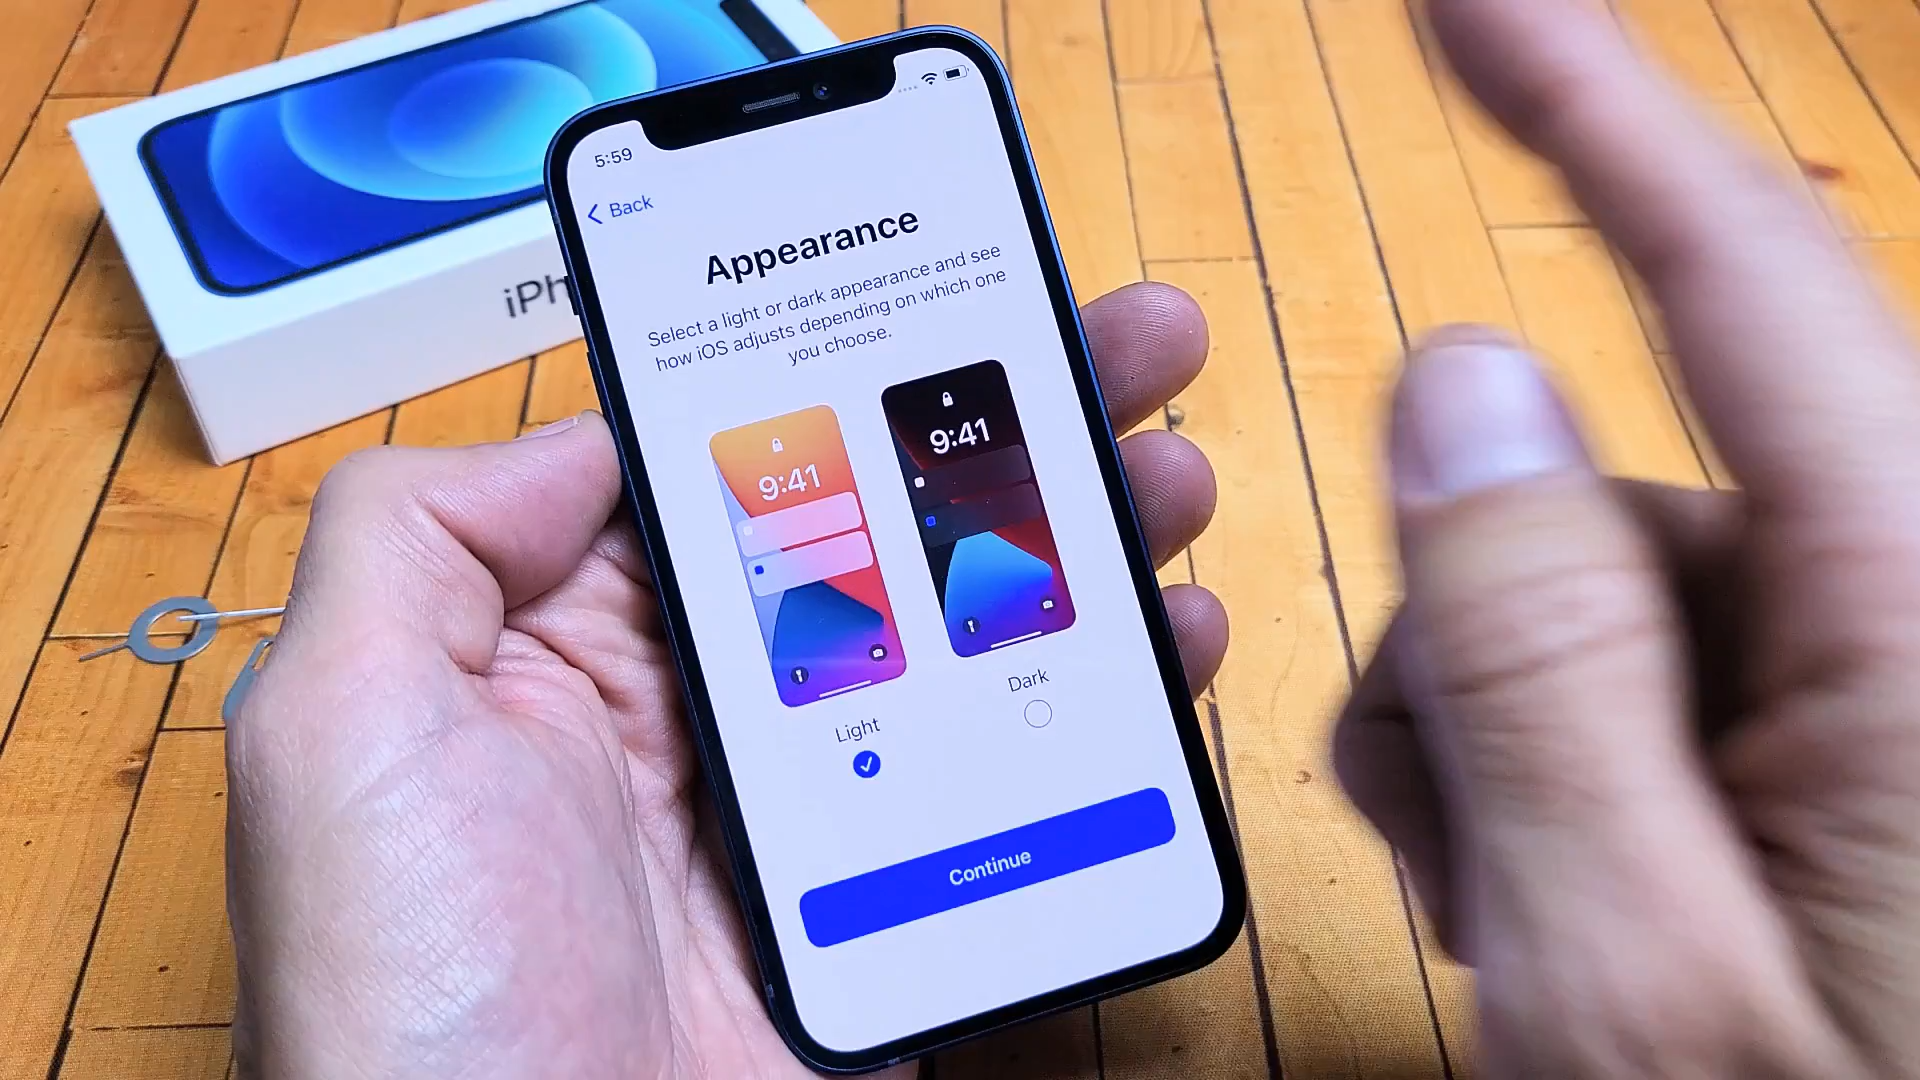 iPh
5:59
Back
Appearance
Select a light or dark appearance and see
how iOS adjusts depending on which one
you choose.
9:41
9:41
Light
Dark
Continue